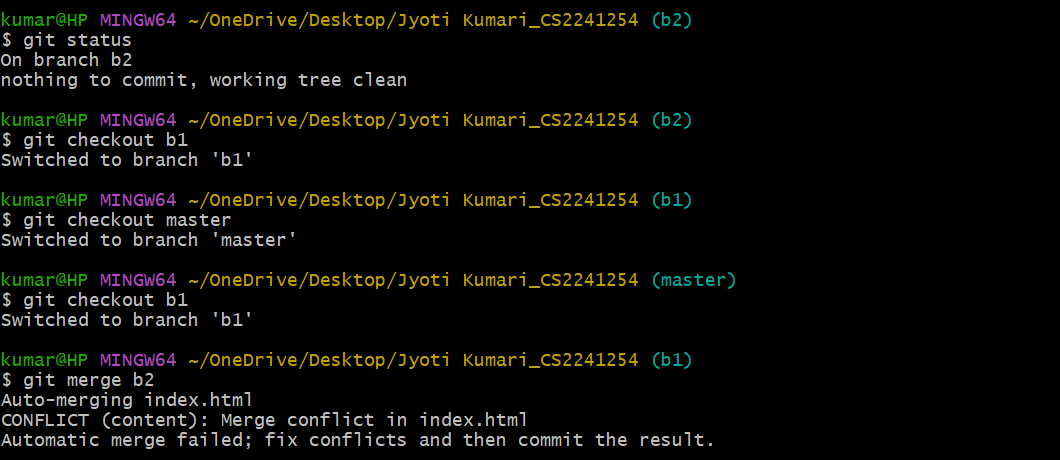 kumar@HP MINGW64 ~/OneDrive/Desktop/Jyoti Kumari_CS2241254 (b2)
$ git status
On branch b2
nothing to commit, working tree clean
kumar@HP MINGW64 ~/OneDrive/Desktop/Jyoti Kumari_CS2241254 (b2)
$ git checkout b1
Switched to branch 'b1'
kumar@HP MINGW64 ~/OneDrive/Desktop/Jyoti Kumari_CS2241254 (b1)
$ git checkout master
Switched to branch 'master'
kumar@HP MINGW64 ~/OneDrive/Desktop/Jyoti Kumari_CS2241254 (master)
$ git checkout b1
Switched to branch 'b1'
kumar@HP MINGW64 ~/OneDrive/Desktop/Jyoti Kumari_CS2241254 (b1)
$ git merge b2
Auto-merging index.html
CONFLICT (content): Merge conflict in index.html
Automatic merge failed; fix conflicts and then commit the result.